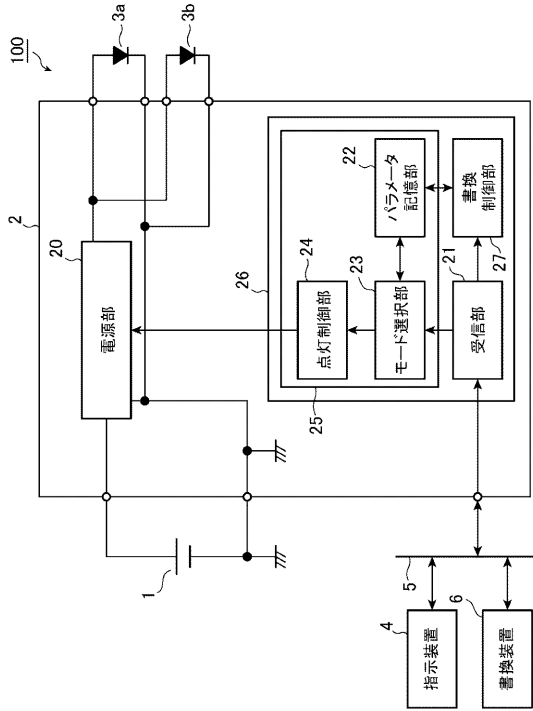 100
2
20
電源部
3a
3b
1
26
24
点灯制御部
25
23
モード選択部
22
パラメータ
記憶部
21
受信部
27
書換
制御部
5
4
指示装置
6
書換装置